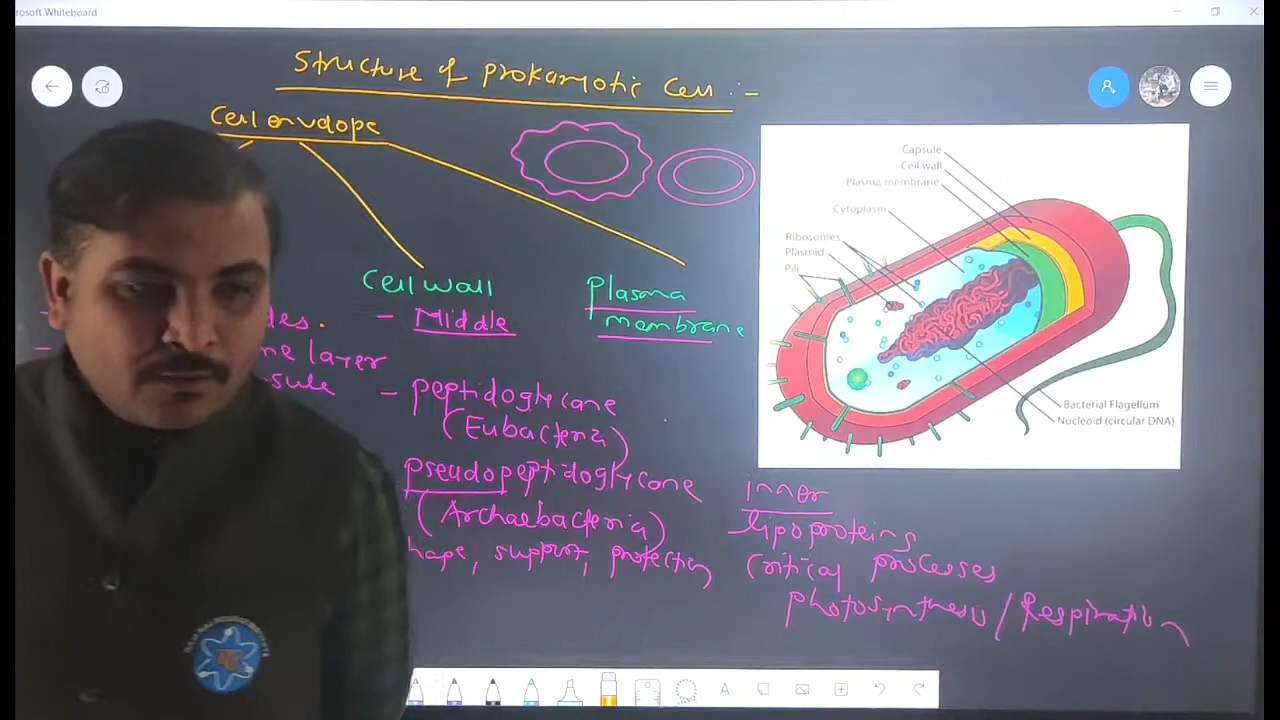 rosoft Whiteboard
Structure of Prokaryotic Cell :-
Cell envelope
Cell wall
Plasma
membrane
- Middle
des.
me layer
sule
- peptidoglycane
(Eubacteria)
pseudopeptidoglycane
(Archaebacteria)
hape, support, protection
inner
lipoproteins
critical processes
photosynthesis/Respiration
Capsule
Cell wall
Plasma membrane
Cytoplasm
Ribosomes
Plasmid
Pili
Bacterial Flagellum
Nucleoid (circular DNA)
A